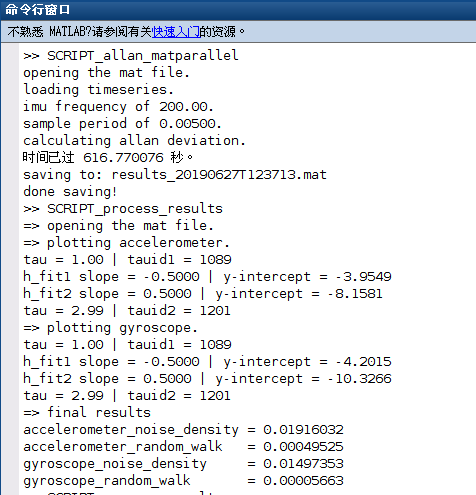 命令行窗口
不熟悉 MATLAB?请参阅有关快速入门的资源。
>> SCRIPT_allan_matparallel
opening the mat file.
loading timeseries.
imu frequency of 200.00.
sample period of 0.00500.
calculating allan deviation.
时间已过 616.770076 秒。
saving to: results_20190627T123713.mat
done saving!
>> SCRIPT_process_results
=> opening the mat file.
=> plotting accelerometer.
tau = 1.00 | tauid1 = 1089
h_fit1 slope = -0.5000 | y-intercept = -3.9549
h_fit2 slope = 0.5000 | y-intercept = -8.1581
tau = 2.99 | tauid2 = 1201
=> plotting gyroscope.
tau = 1.00 | tauid1 = 1089
h_fit1 slope = -0.5000 | y-intercept = -4.2015
h_fit2 slope = 0.5000 | y-intercept = -10.3266
tau = 2.99 | tauid2 = 1201
=> final results
accelerometer_noise_density = 0.01916032
accelerometer_random_walk   = 0.00049525
gyroscope_noise_density     = 0.01497353
gyroscope_random_walk       = 0.00005663